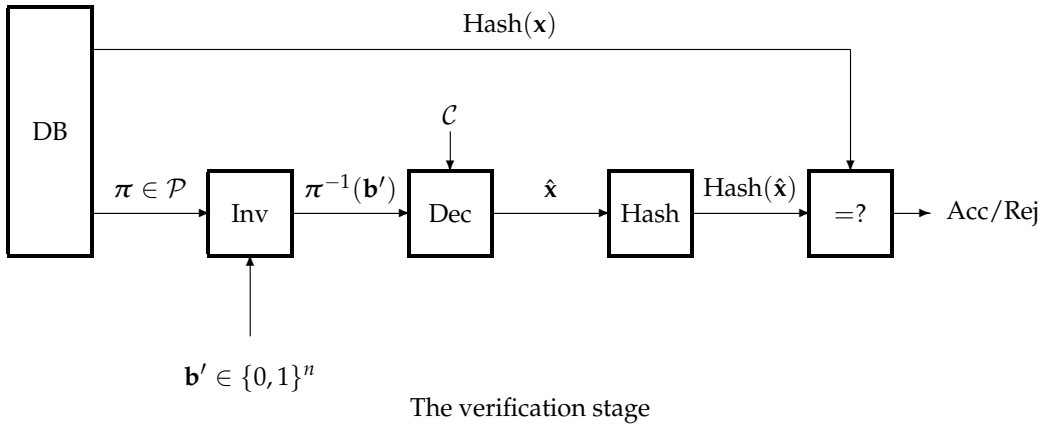 Hash(𝐱)
DB
𝒞
𝝅 ∈ 𝒫
Inv
𝝅⁻¹(𝐛′)
Dec
𝐱̂
Hash
Hash(𝐱̂)
=?
Acc/Rej
𝐛′ ∈ {0, 1}ⁿ
The verification stage